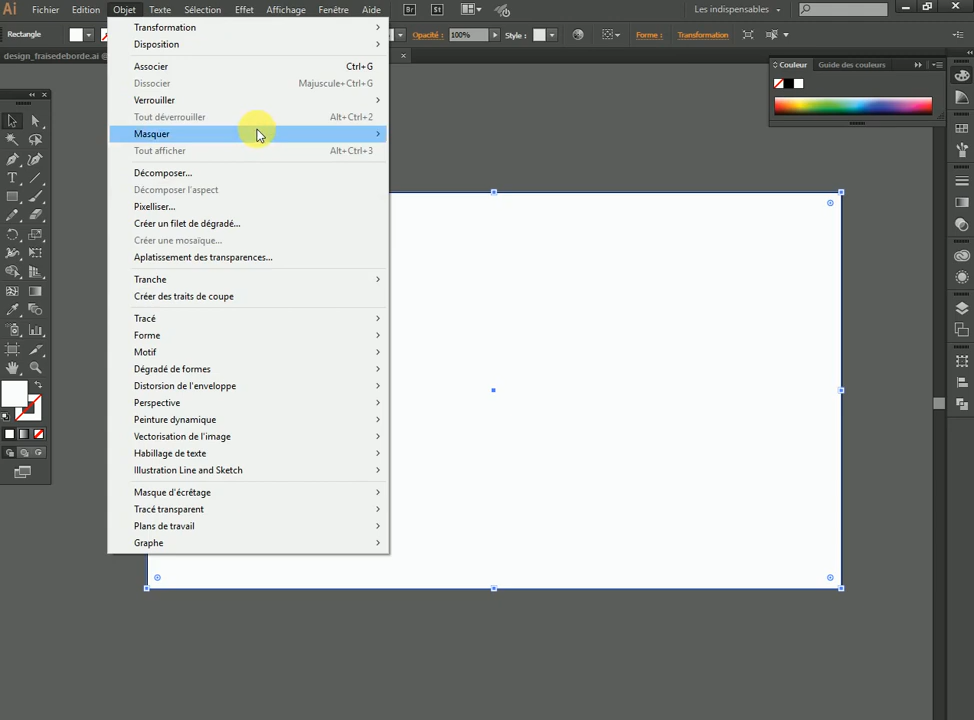 Ai Fichier Edition Objet Texte Sélection Effet Affichage Fenêtre Aide Br St Les indispensables
Rectangle Opacité : 100% Style : Forme : Transformation
design_fraisedeborde.ai @
Couleur Guide des couleurs
Transformation
Disposition
Associer Ctrl+G
Dissocier Majuscule+Ctrl+G
Verrouiller
Tout déverrouiller Alt+Ctrl+2
Masquer
Tout afficher Alt+Ctrl+3
Décomposer...
Décomposer l'aspect
Pixelliser...
Créer un filet de dégradé...
Créer une mosaïque...
Aplatissement des transparences...
Tranche
Créer des traits de coupe
Tracé
Forme
Motif
Dégradé de formes
Distorsion de l'enveloppe
Perspective
Peinture dynamique
Vectorisation de l'image
Habillage de texte
Illustration Line and Sketch
Masque d'écrêtage
Tracé transparent
Plans de travail
Graphe